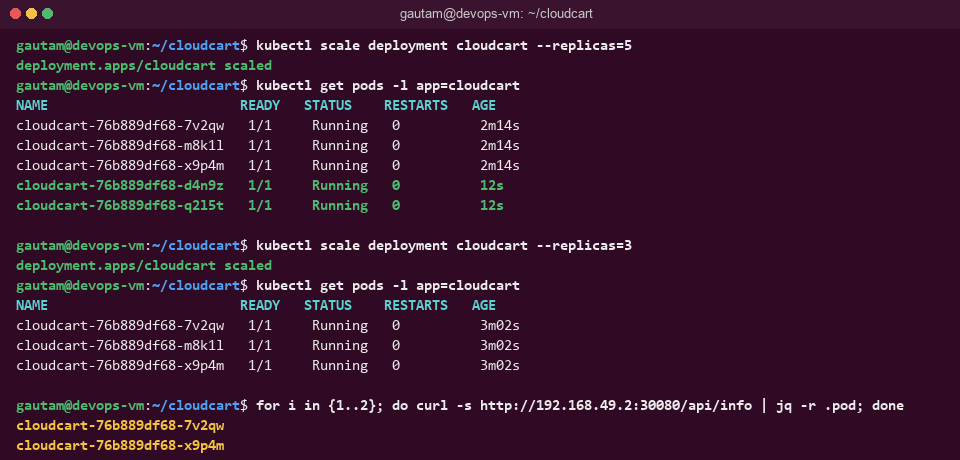 gautam@devops-vm: ~/cloudcart
gautam@devops-vm:~/cloudcart$ kubectl scale deployment cloudcart --replicas=5
deployment.apps/cloudcart scaled
gautam@devops-vm:~/cloudcart$ kubectl get pods -l app=cloudcart
NAME READY STATUS RESTARTS AGE
cloudcart-76b889df68-7v2qw 1/1 Running 0 2m14s
cloudcart-76b889df68-m8k1l 1/1 Running 0 2m14s
cloudcart-76b889df68-x9p4m 1/1 Running 0 2m14s
cloudcart-76b889df68-d4n9z 1/1 Running 0 12s
cloudcart-76b889df68-q2l5t 1/1 Running 0 12s
gautam@devops-vm:~/cloudcart$ kubectl scale deployment cloudcart --replicas=3
deployment.apps/cloudcart scaled
gautam@devops-vm:~/cloudcart$ kubectl get pods -l app=cloudcart
NAME READY STATUS RESTARTS AGE
cloudcart-76b889df68-7v2qw 1/1 Running 0 3m02s
cloudcart-76b889df68-m8k1l 1/1 Running 0 3m02s
cloudcart-76b889df68-x9p4m 1/1 Running 0 3m02s
gautam@devops-vm:~/cloudcart$ for i in {1..2}; do curl -s http://192.168.49.2:30080/api/info | jq -r .pod; done
cloudcart-76b889df68-7v2qw
cloudcart-76b889df68-x9p4m